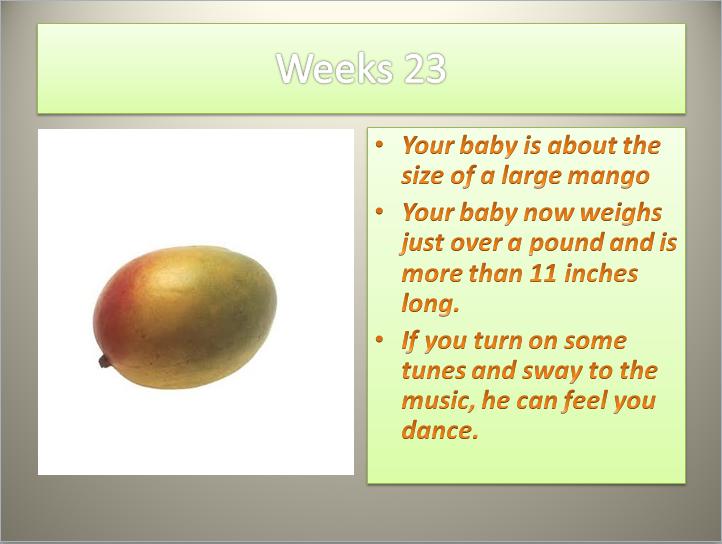 Weeks 23
• Your baby is about the
size of a large mango
• Your baby now weighs
just over a pound and is
more than 11 inches
long.
• If you turn on some
tunes and sway to the
music, he can feel you
dance.